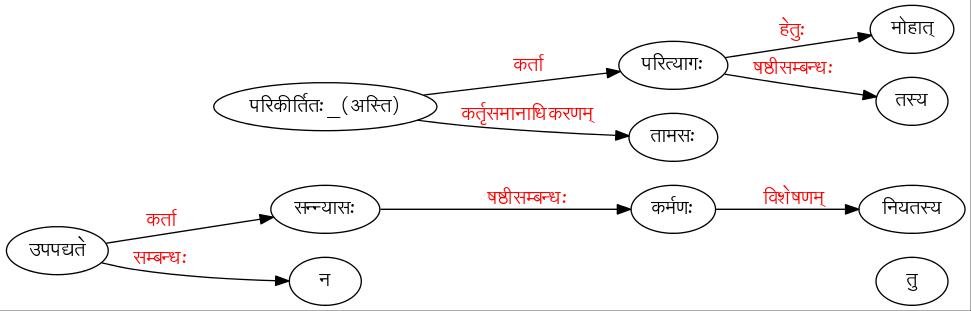 मोहात्
हेतुः
कर्ता परित्यागः षष्ठीसम्बन्धः
परिकीर्तितः_(अस्ति) कर्तृसमानाधिकरणम् तस्य
तामसः
कर्ता सन्न्यासः षष्ठीसम्बन्धः कर्मणः विशेषणम् नियतस्य
उपपद्यते सम्बन्धः
न तु